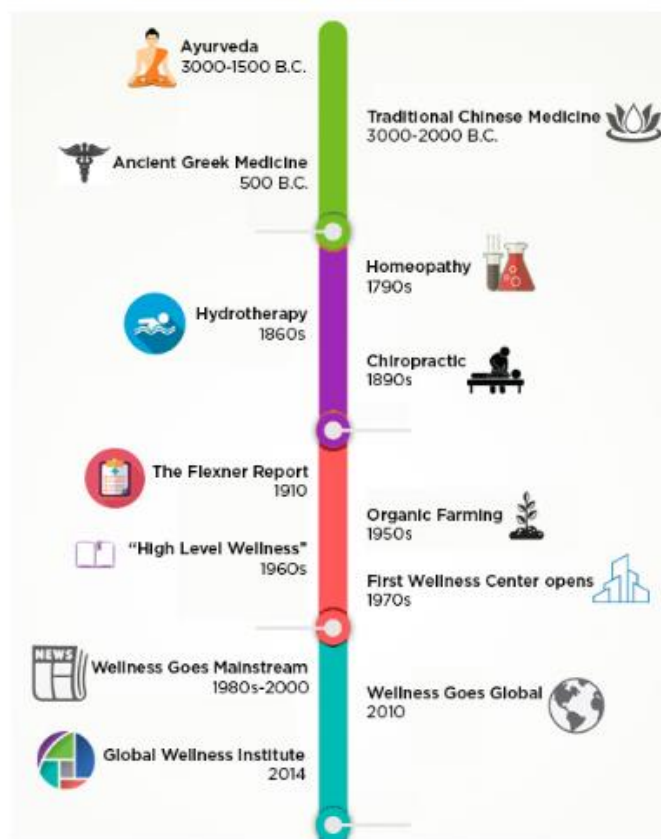 Ayurveda
3000-1500 B.C.
Traditional Chinese Medicine
3000-2000 B.C.
Ancient Greek Medicine
500 B.C.
Homeopathy
1790s
Hydrotherapy
1860s
Chiropractic
1890s
The Flexner Report
1910
Organic Farming
1950s
“High Level Wellness”
1960s
First Wellness Center opens
1970s
NEWS
Wellness Goes Mainstream
1980s-2000
Wellness Goes Global
2010
Global Wellness Institute
2014